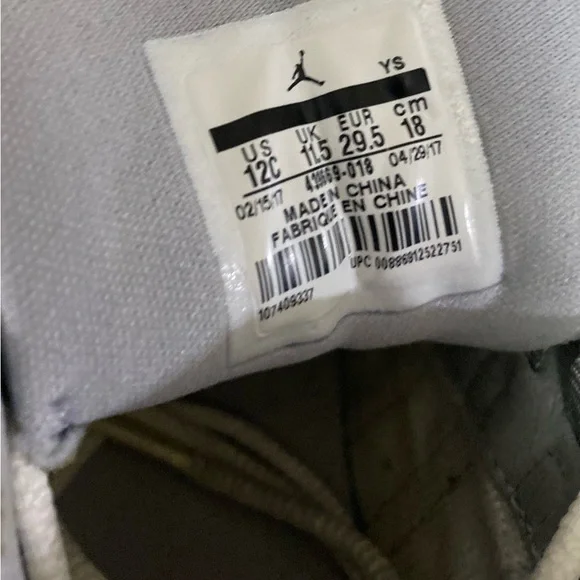 YS
US UK EUR cm
12C 11.5 29.5 18
02/15/17 04/29/17
MADE IN CHINA
FABRIQUE EN CHINE
107409337
UPC 00886912522751